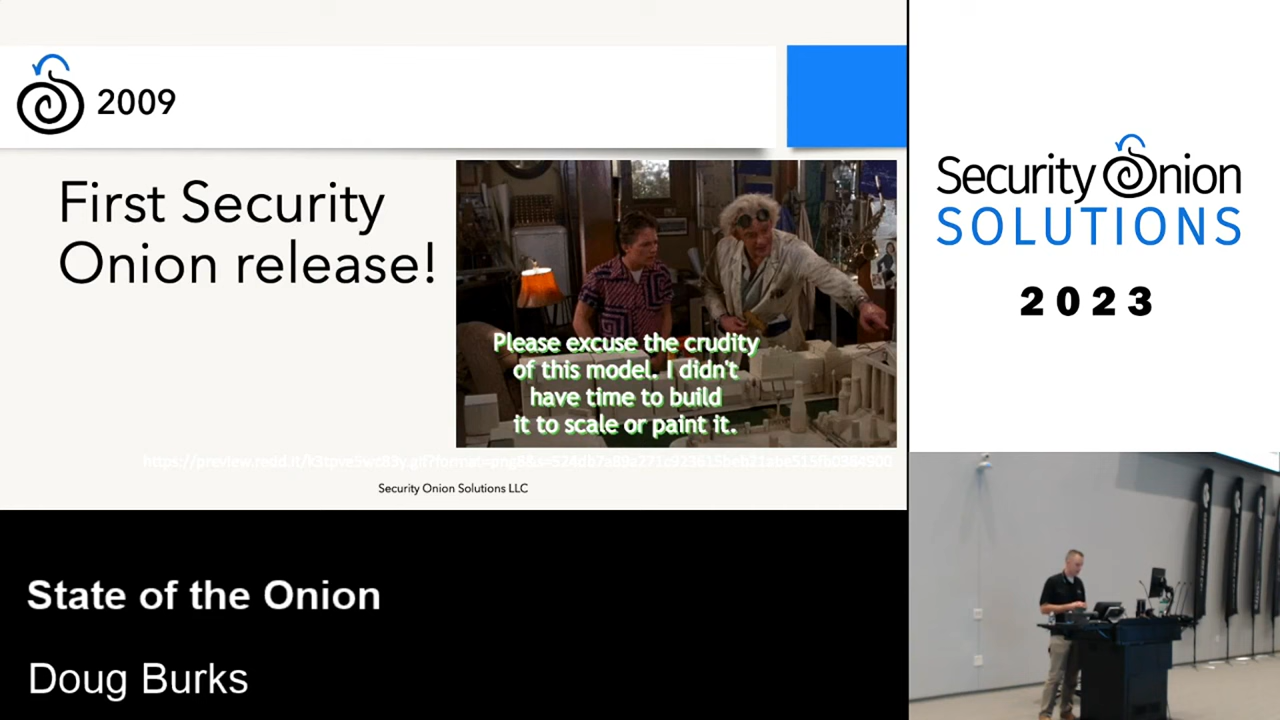 2009
First Security
Onion release!
Please excuse the crudity
of this model. I didn't
have time to build
it to scale or paint it.
Security Onion Solutions LLC
Security Onion
SOLUTIONS
2023
State of the Onion
Doug Burks